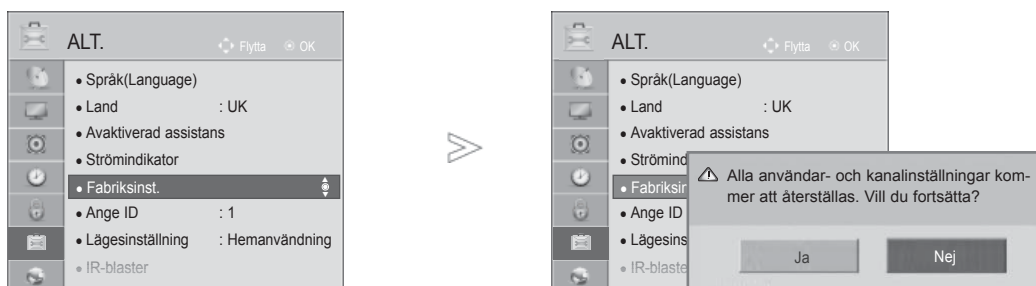 ALT.
Flytta OK
• Språk(Language)
• Land : UK
• Avaktiverad assistans
• Strömindikator
• Fabriksinst.
• Ange ID : 1
• Lägesinställning : Hemanvändning
• IR-blaster
ALT.
Flytta OK
• Språk(Language)
• Land : UK
• Avaktiverad assistans
• Strömind
• Fabriksin
• Ange ID
• Lägesins
• IR-blaste
Alla användar- och kanalinställningar kom-
mer att återställas. Vill du fortsätta?
Ja Nej